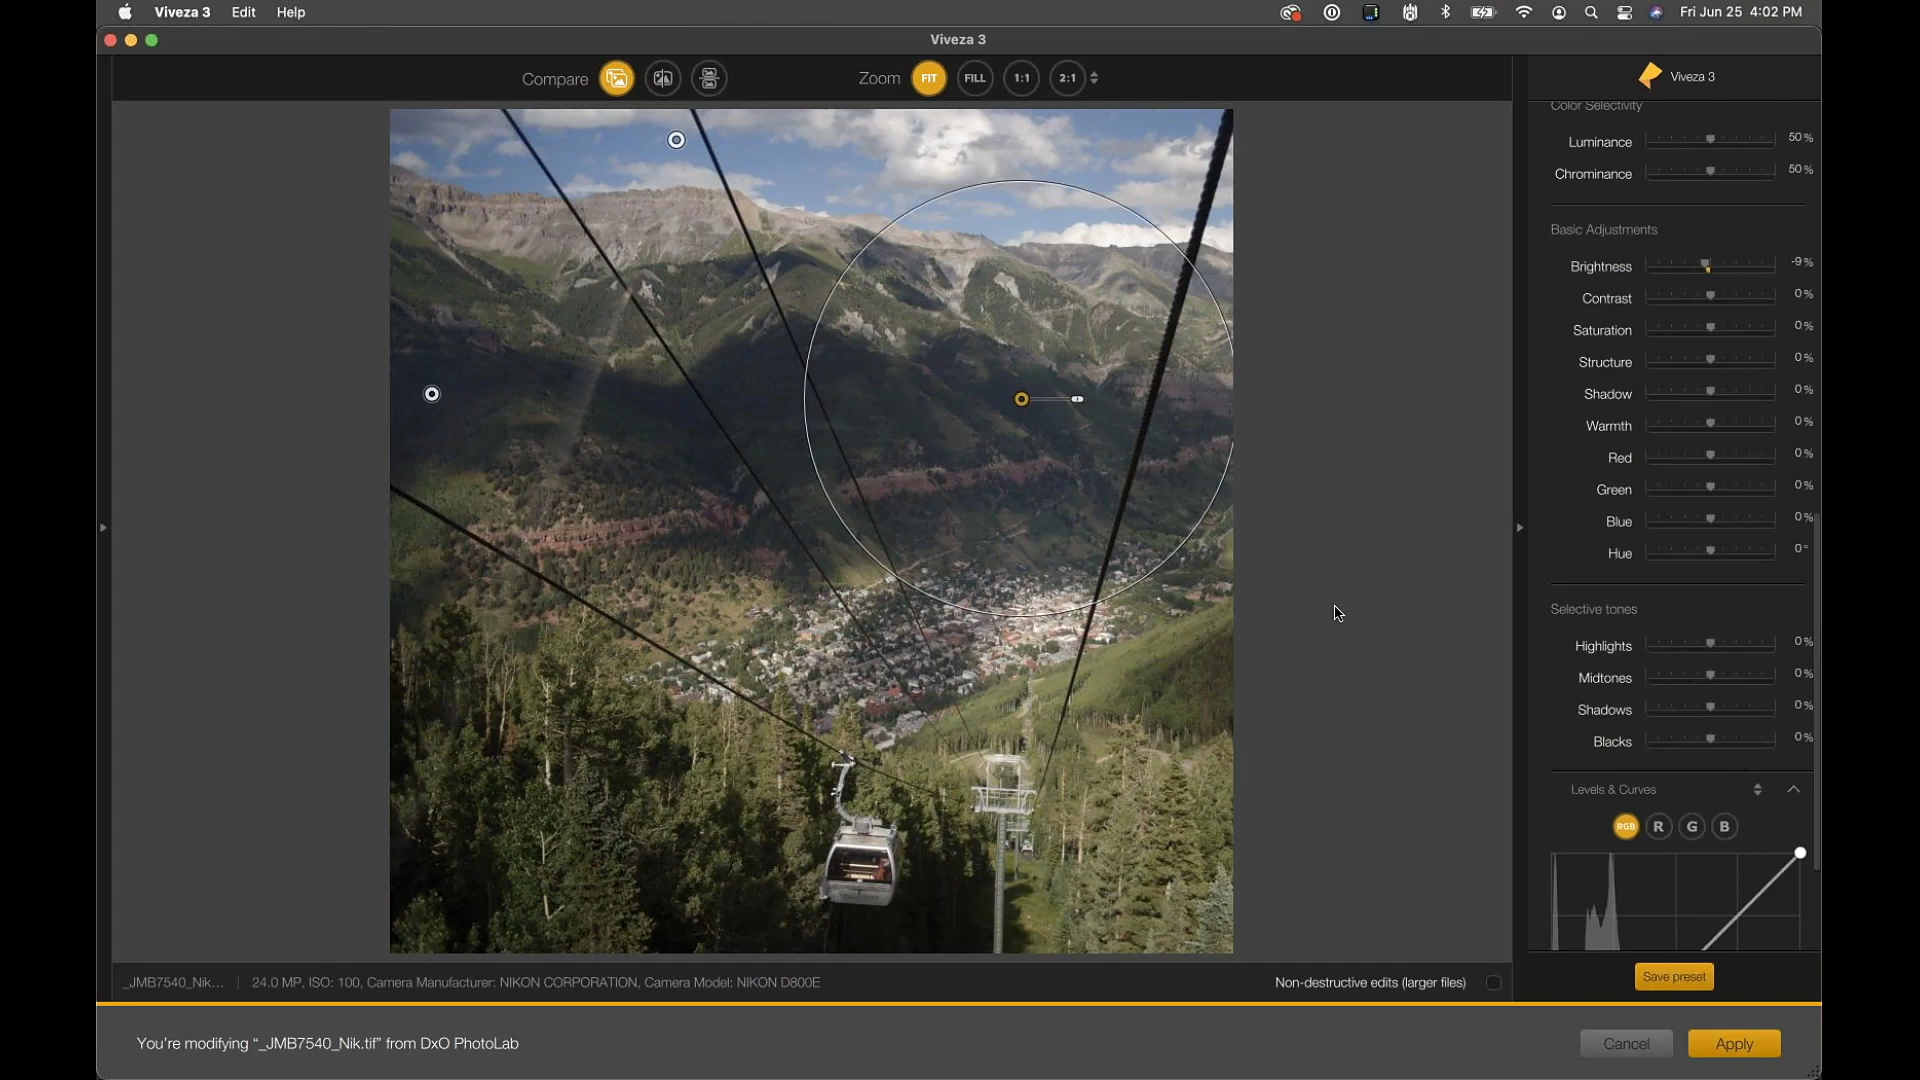 Viveza 3 Edit Help Fri Jun 25 4:02 PM
Viveza 3
Compare Zoom FIT FILL 1:1 2:1
Viveza 3
Color Selectivity
Luminance 50 %
Chrominance 50 %
Basic Adjustments
Brightness -9 %
Contrast 0 %
Saturation 0 %
Structure 0 %
Shadow 0 %
Warmth 0 %
Red 0 %
Green 0 %
Blue 0 %
Hue 0 °
Selective tones
Highlights 0 %
Midtones 0 %
Shadows 0 %
Blacks 0 %
Levels & Curves
RGB R G B
Save preset
_JMB7540_Nik... 24.0 MP, ISO: 100, Camera Manufacturer: NIKON CORPORATION, Camera Model: NIKON D800E Non-destructive edits (larger files)
You're modifying “_JMB7540_Nik.tif” from DxO PhotoLab Cancel Apply